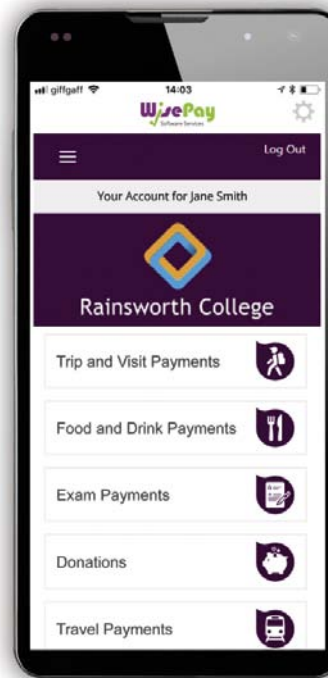 giffgaff
14:03
WisePay
Software Services
Log Out
Your Account for Jane Smith
Rainsworth College
Trip and Visit Payments
Food and Drink Payments
Exam Payments
Donations
Travel Payments